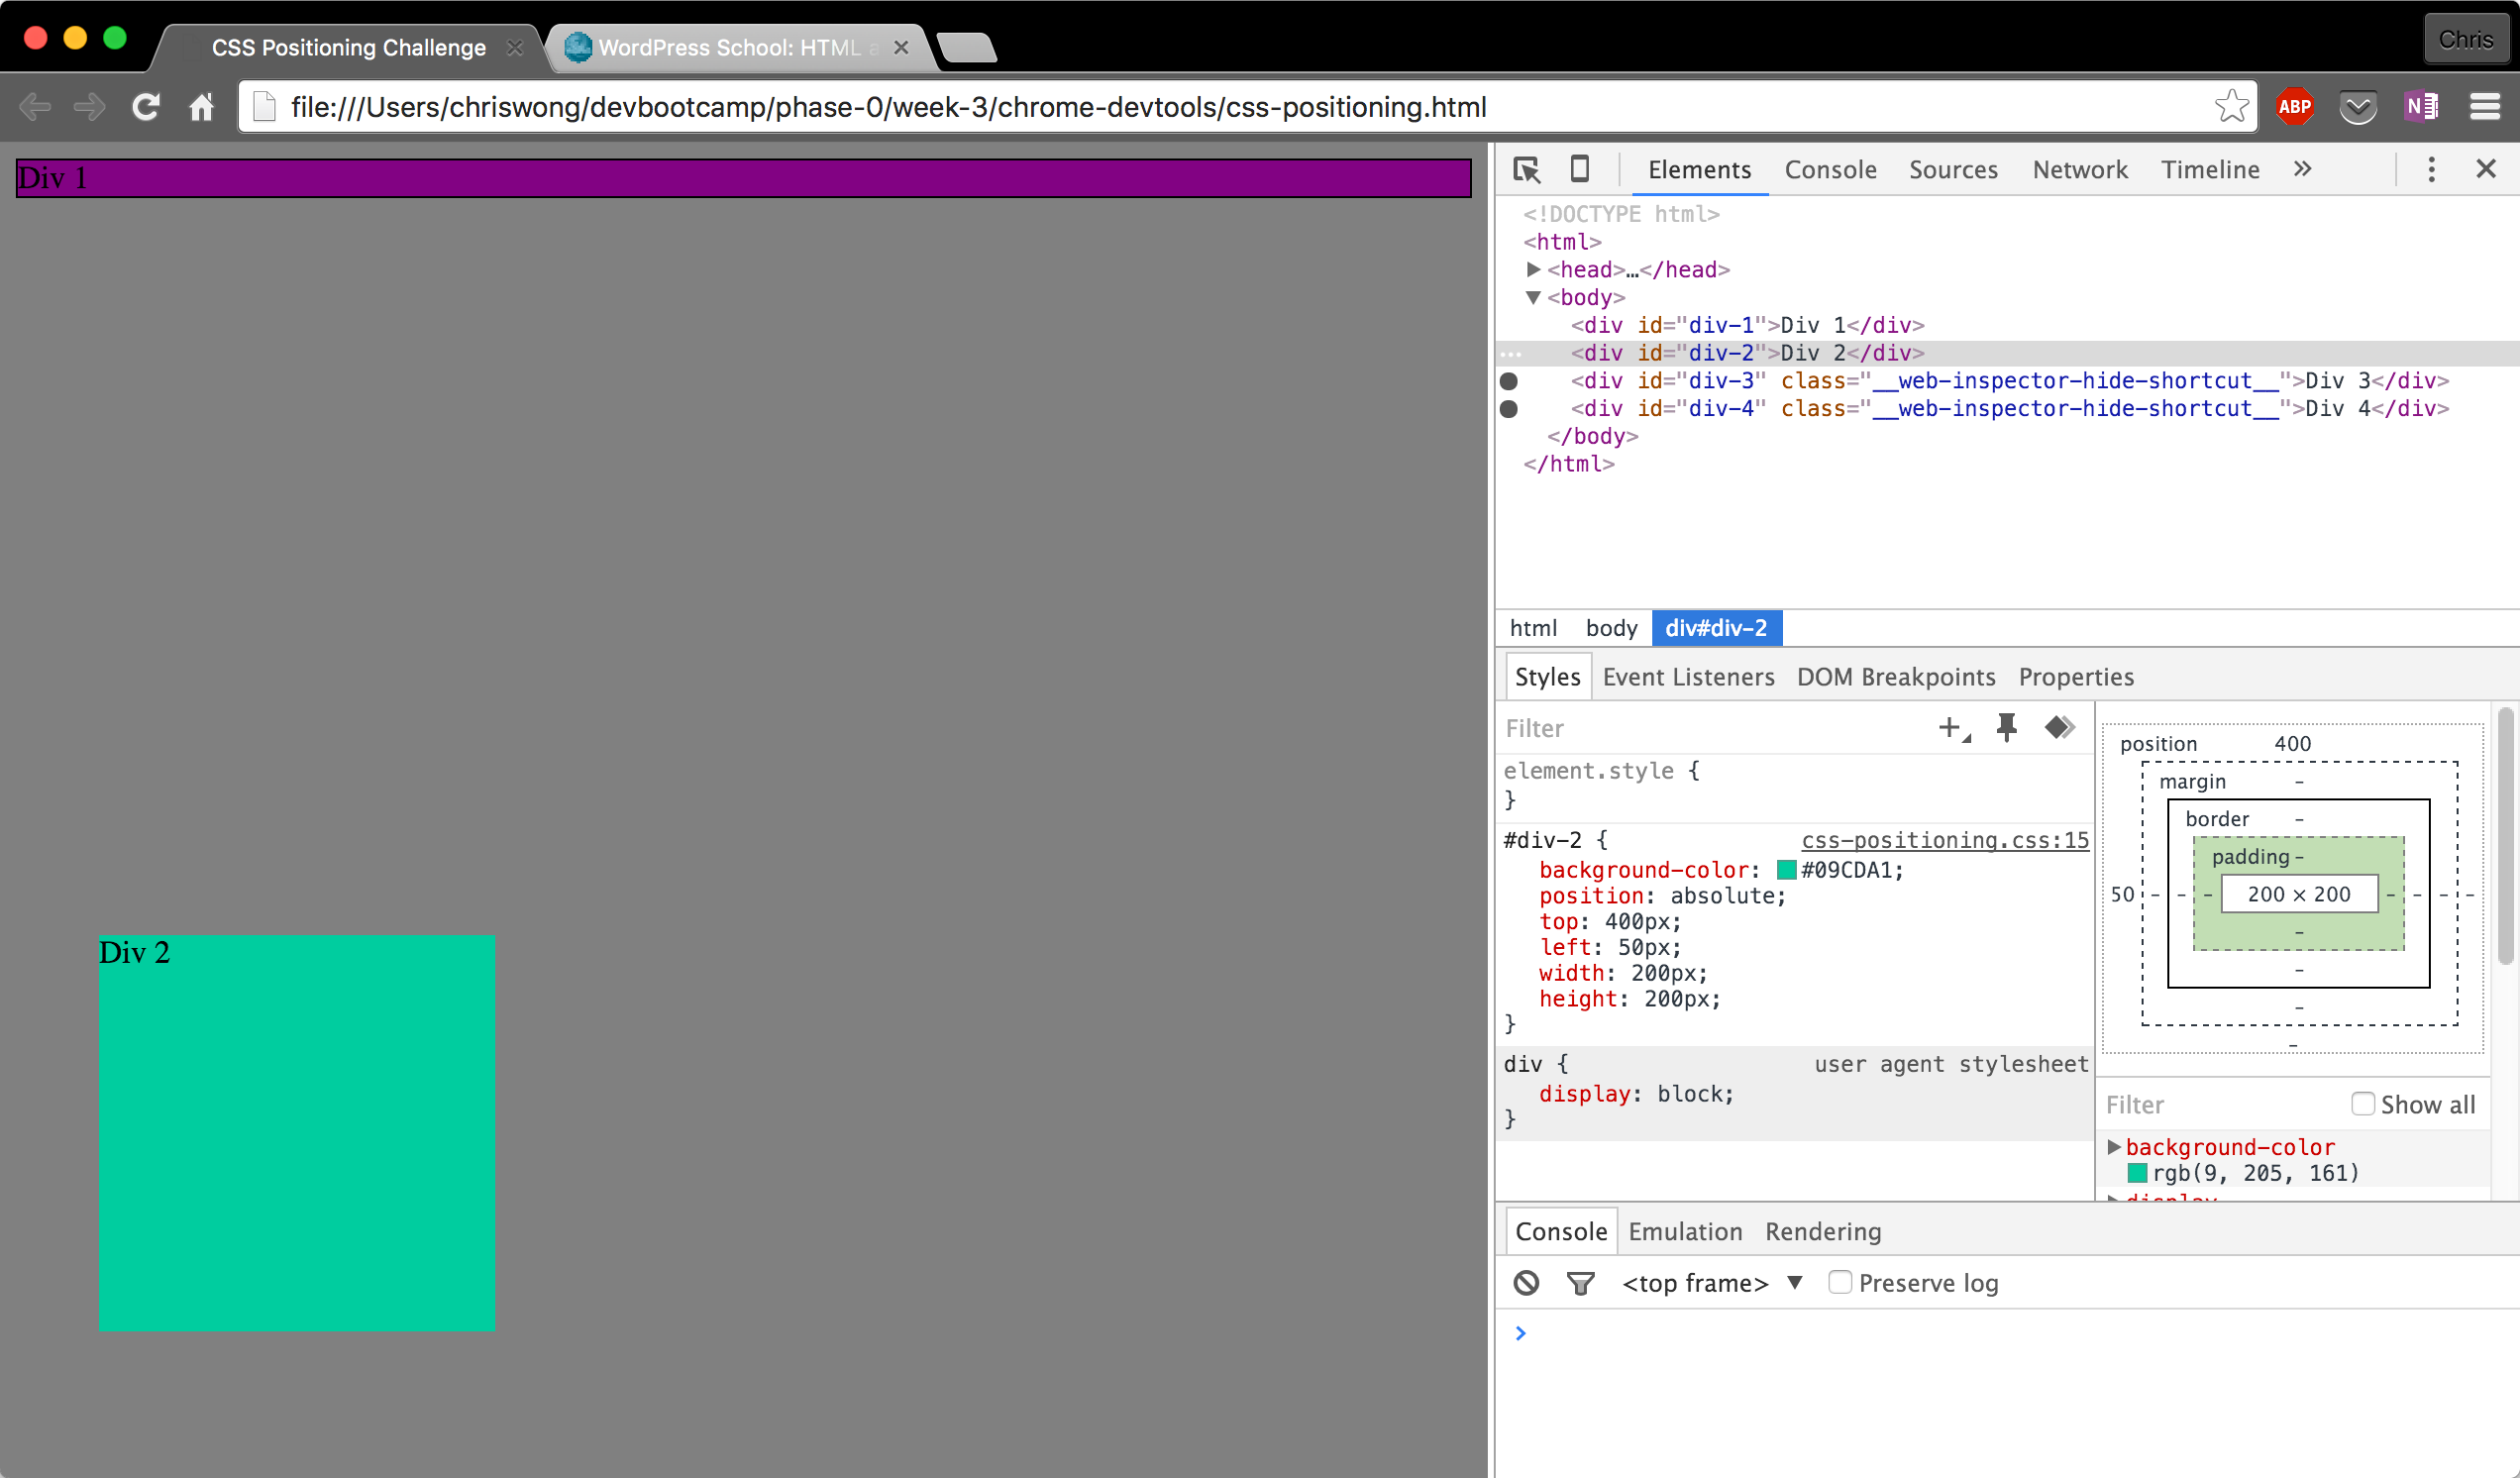 CSS Positioning Challenge
WordPress School: HTML a
Chris
file:///Users/chriswong/devbootcamp/phase-0/week-3/chrome-devtools/css-positioning.html
ABP
N
Div 1
Div 2
Elements Console Sources Network Timeline »
<!DOCTYPE html>
<html>
<head>…</head>
<body>
<div id="div-1">Div 1</div>
<div id="div-2">Div 2</div>
<div id="div-3" class="__web-inspector-hide-shortcut__">Div 3</div>
<div id="div-4" class="__web-inspector-hide-shortcut__">Div 4</div>
</body>
</html>
html body div#div-2
Styles Event Listeners DOM Breakpoints Properties
Filter
element.style {
}
#div-2 { css-positioning.css:15
background-color: #09CDA1;
position: absolute;
top: 400px;
left: 50px;
width: 200px;
height: 200px;
}
div { user agent stylesheet
display: block;
}
position 400
margin -
border -
padding -
50 - - - 200 × 200 - - - -
-
-
-
-
Filter Show all
background-color
rgb(9, 205, 161)
display
Console Emulation Rendering
<top frame> ▼ Preserve log
>